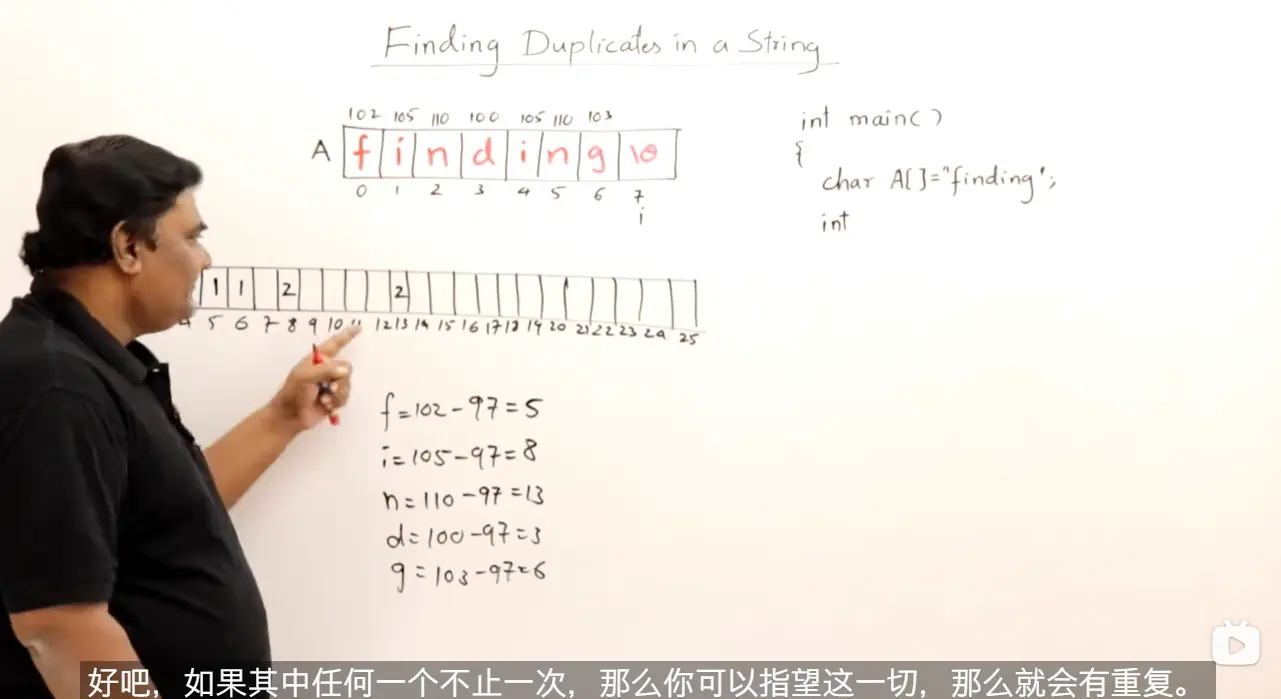 Finding Duplicates in a String
102 105 110 100 105 110 103
A f i n d i n g \0
0 1 2 3 4 5 6 7
i
int main()
{
char A[]="finding";
int
1 1 2 2
4 5 6 7 8 9 10 11 12 13 14 15 16 17 18 19 20 21 22 23 24 25
f=102-97=5
i=105-97=8
n=110-97=13
d=100-97=3
g=103-97=6
好吧，如果其中任何一个不止一次，那么你可以指望这一切，那么就会有重复。